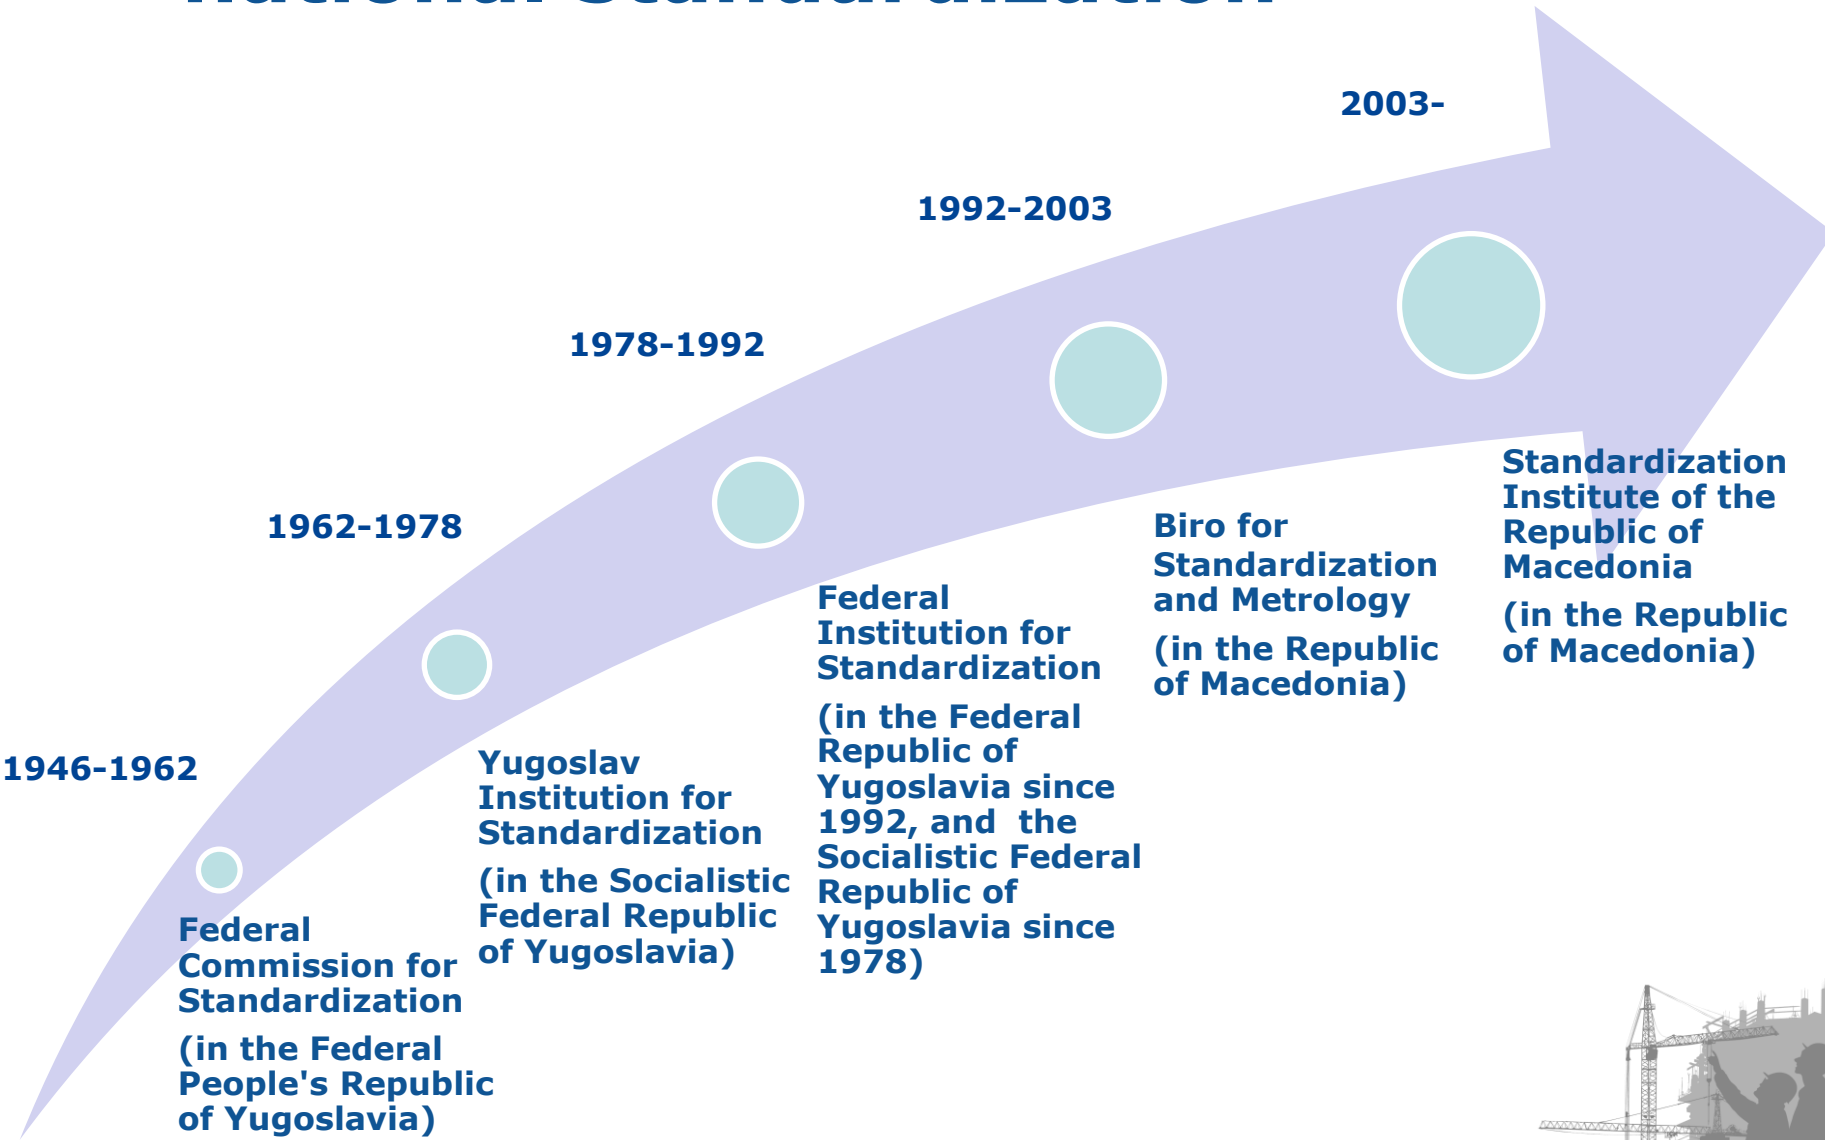 national Standardization
2003-
1992-2003
1978-1992
1962-1978
1946-1962
Federal
Commission for
Standardization
(in the Federal
People's Republic
of Yugoslavia)
Yugoslav
Institution for
Standardization
(in the Socialistic
Federal Republic
of Yugoslavia)
Federal
Institution for
Standardization
(in the Federal
Republic of
Yugoslavia since
1992, and  the
Socialistic Federal
Republic of
Yugoslavia since
1978)
Biro for
Standardization
and Metrology
(in the Republic
of Macedonia)
Standardization
Institute of the
Republic of
Macedonia
(in the Republic
of Macedonia)